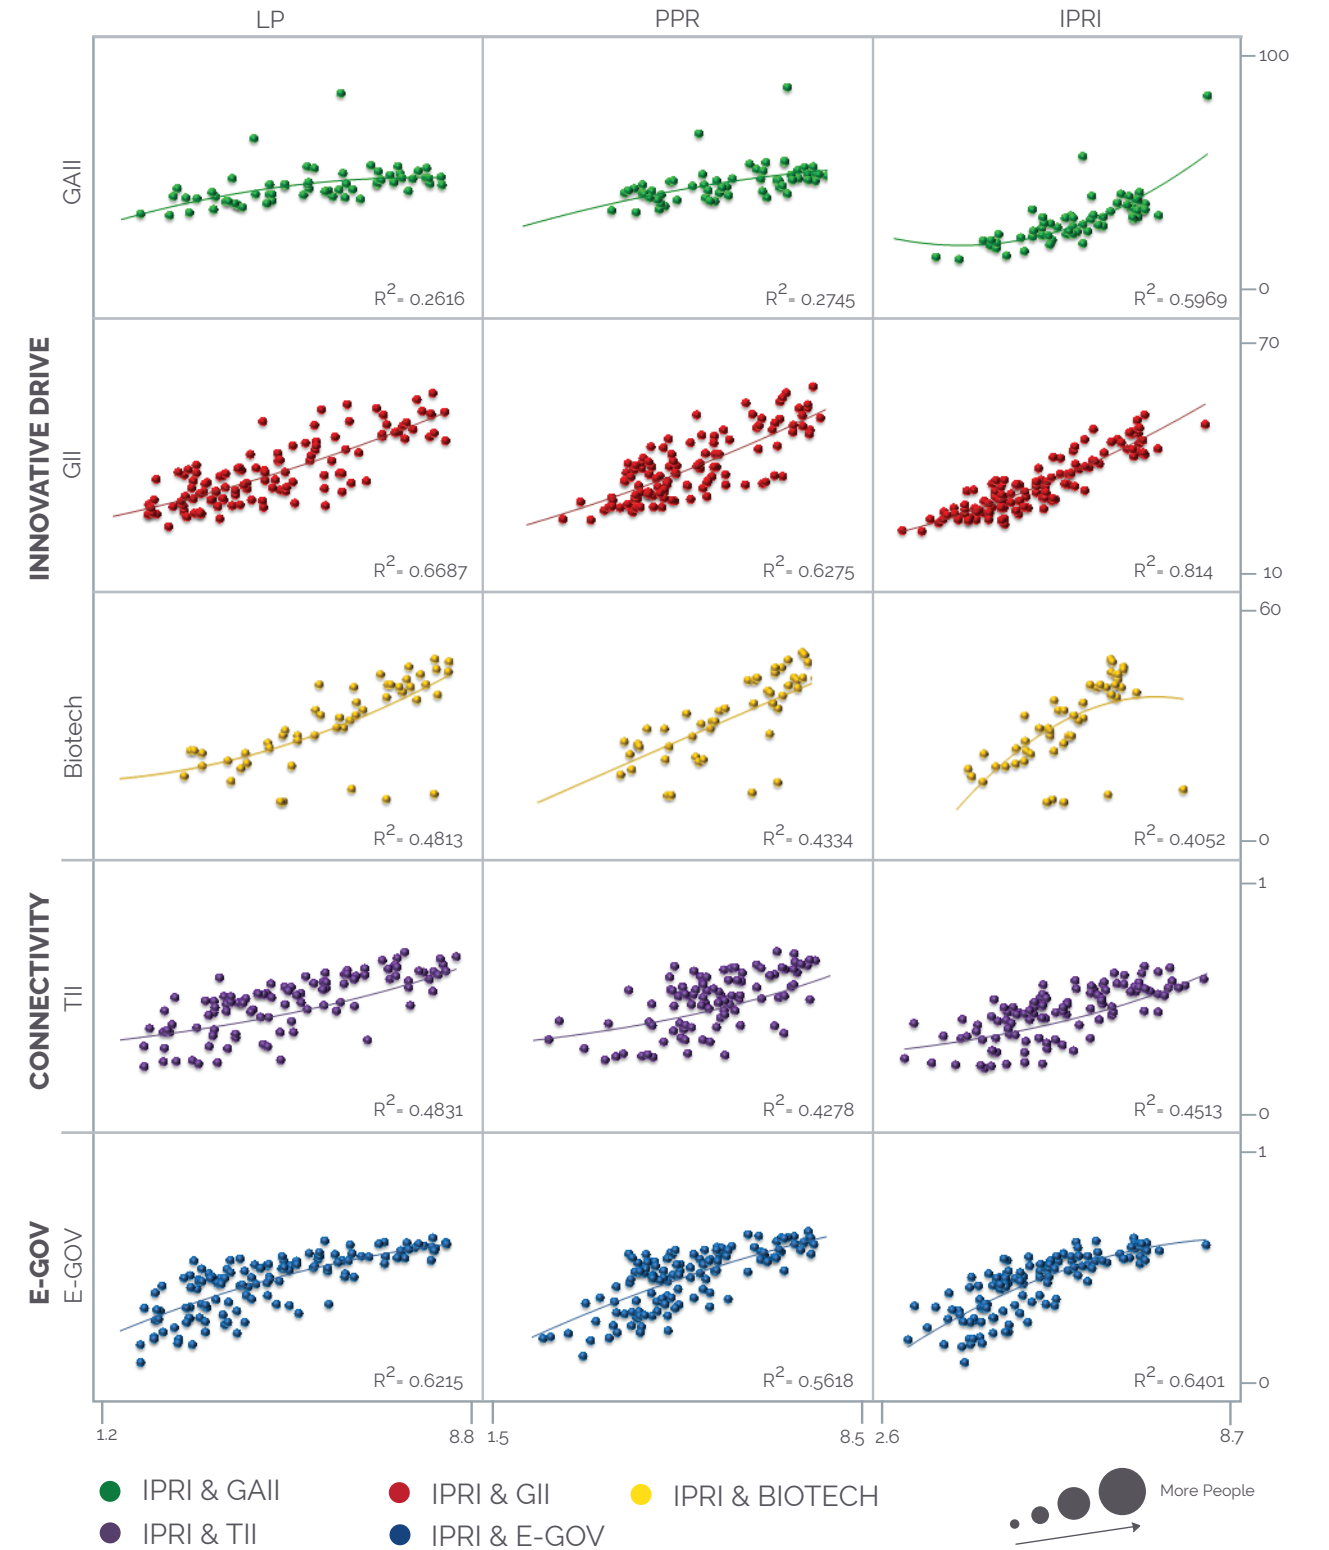 LP PPR IPRI
INNOVATIVE DRIVE
GAII
100
0
R2= 0.2616 R2= 0.2745 R2= 0.5969
GII
70
10
R2= 0.6687 R2= 0.6275 R2= 0.814
Biotech
60
0
R2= 0.4813 R2= 0.4334 R2= 0.4052
CONNECTIVITY
TII
1
0
R2= 0.4831 R2= 0.4278 R2= 0.4513
E-GOV
E-GOV
1
0
R2= 0.6215 R2= 0.5618 R2= 0.6401
1.2 8.8 1.5 8.5 2.6 8.7
IPRI & GAII IPRI & GII IPRI & BIOTECH
IPRI & TII IPRI & E-GOV
More People